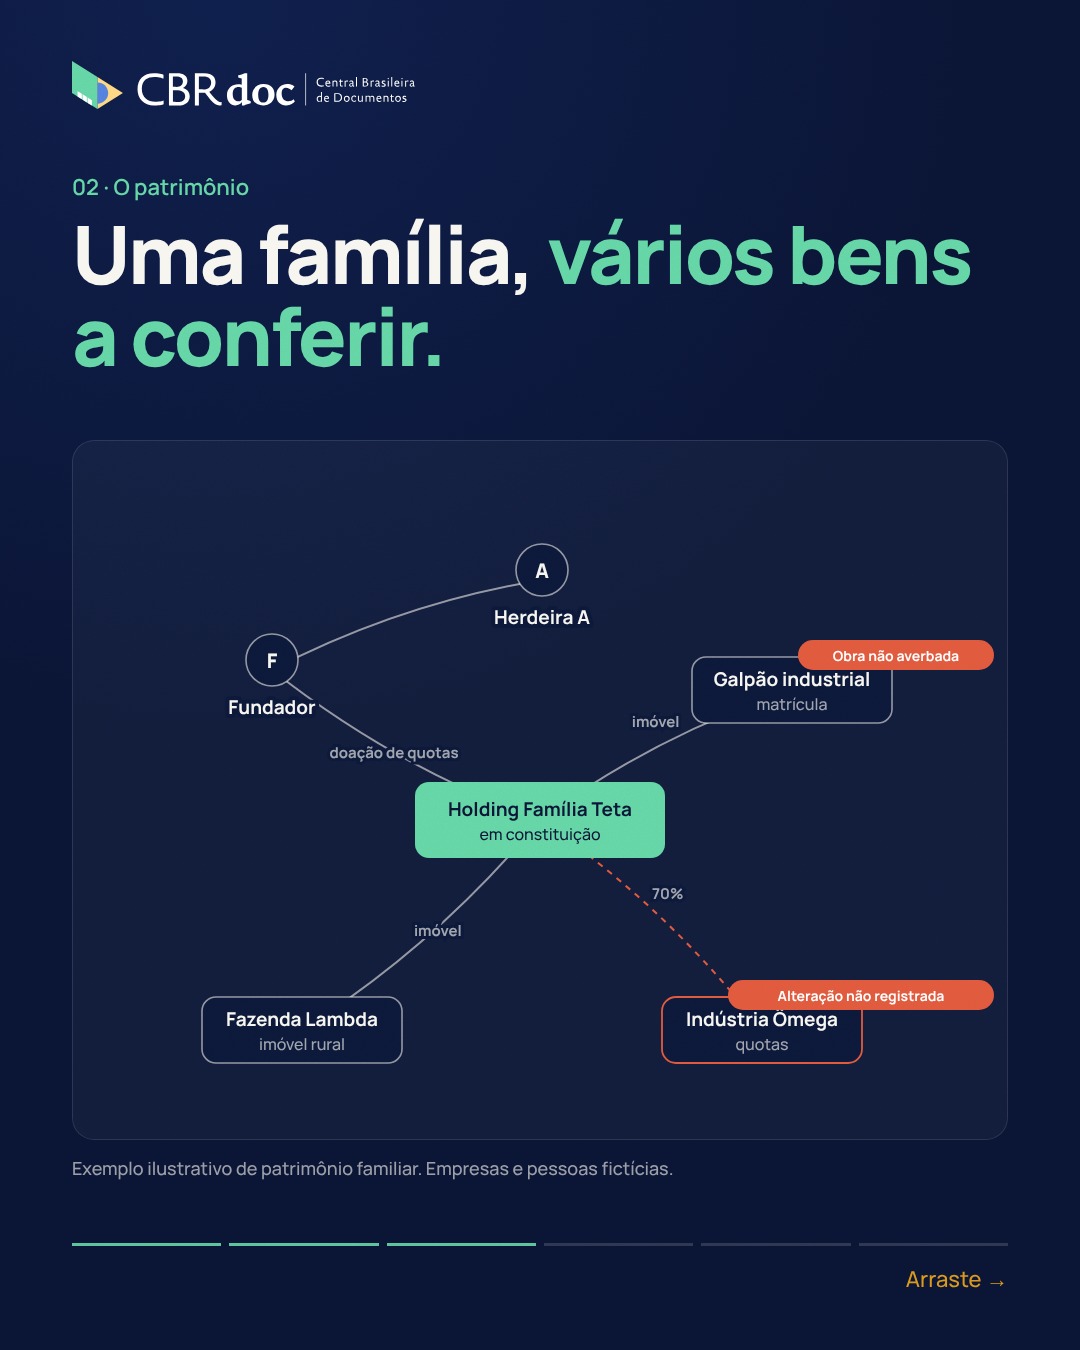 CBRdoc
Central Brasileira
de Documentos
02 · O patrimônio
Uma família, vários bens
a conferir.
A
Herdeira A
F
Fundador
Obra não averbada
Galpão industrial
matrícula
imóvel
doação de quotas
Holding Família Teta
em constituição
70%
imóvel
Alteração não registrada
Fazenda Lambda
imóvel rural
Indústria Ômega
quotas
Exemplo ilustrativo de patrimônio familiar. Empresas e pessoas fictícias.
Arraste →